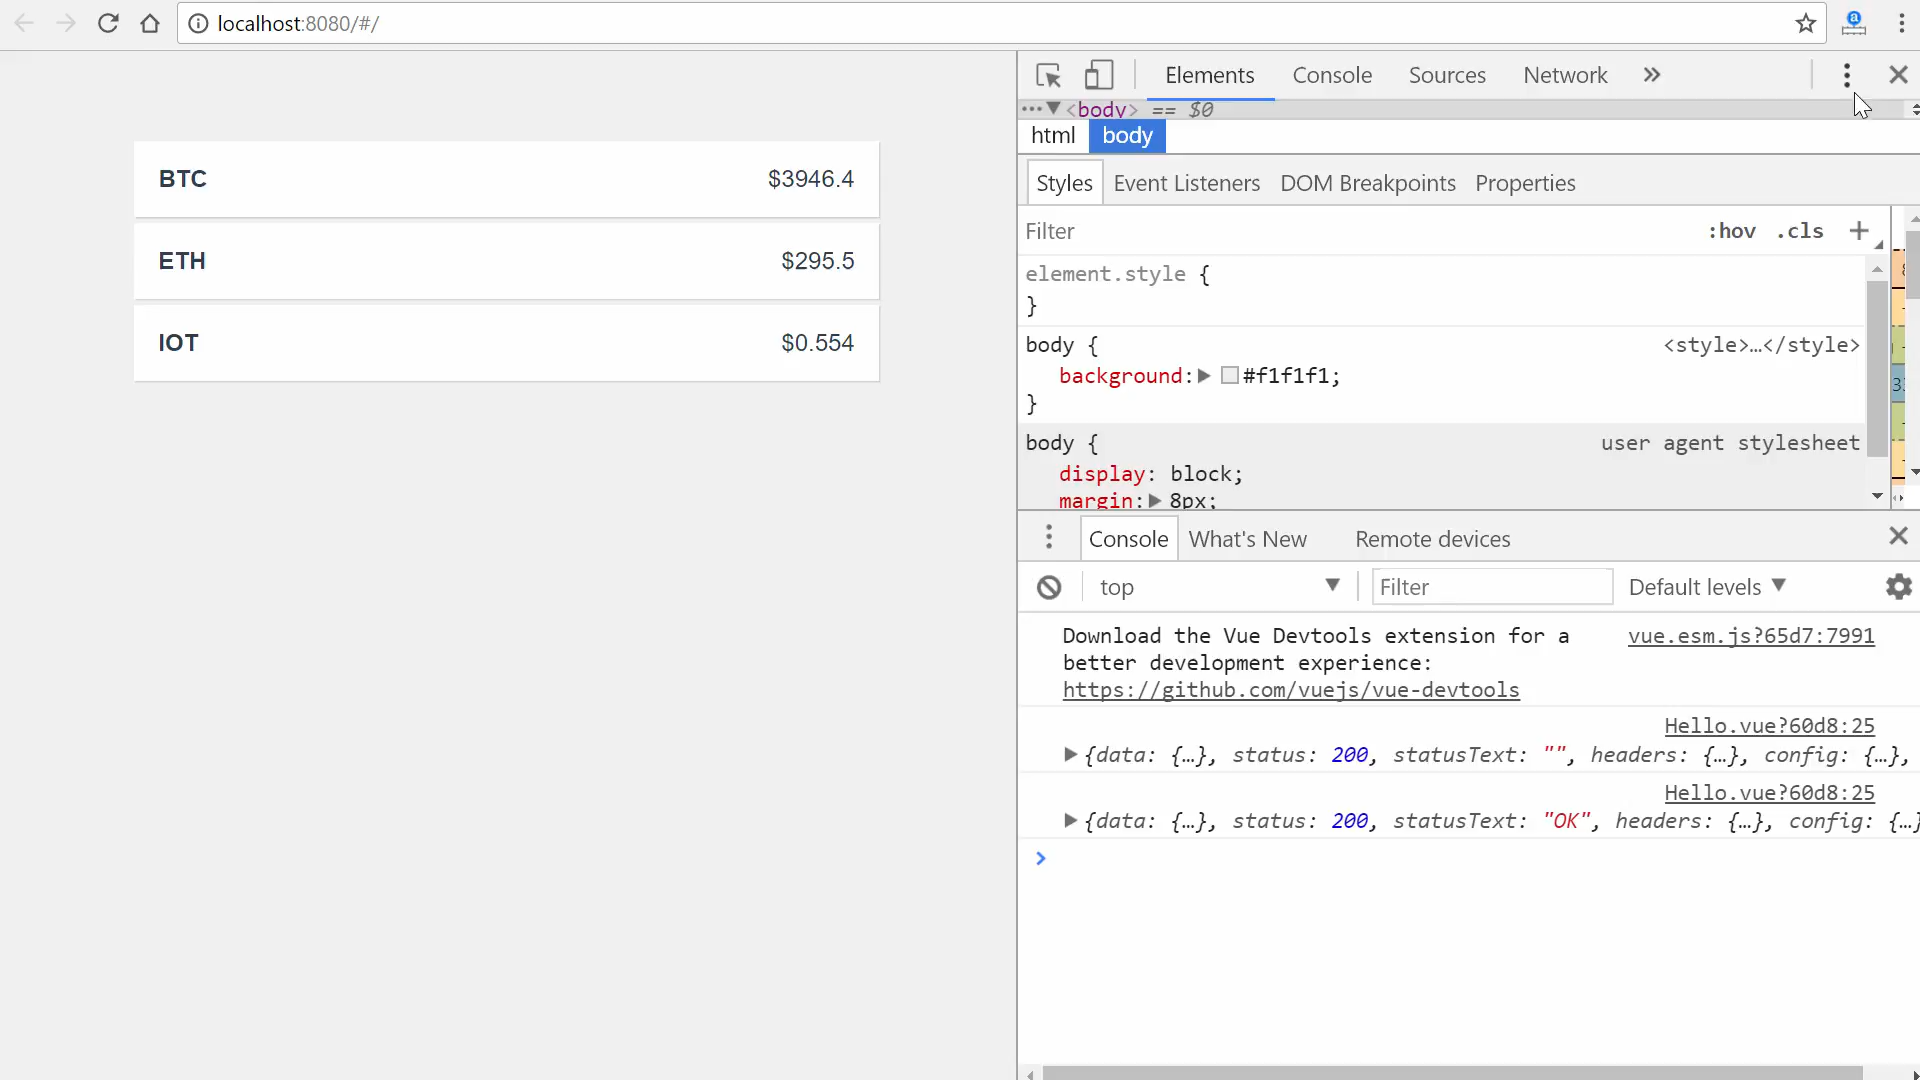 localhost:8080/#/
Elements Console Sources Network »
<body> == $0
html body
BTC $3946.4
ETH $295.5
IOT $0.554
Styles Event Listeners DOM Breakpoints Properties
Filter :hov .cls +
element.style {
}
body { <style>…</style>
background: #f1f1f1;
}
body { user agent stylesheet
display: block;
margin: 8px;
Console What's New Remote devices
top Filter Default levels
Download the Vue Devtools extension for a vue.esm.js?65d7:7991
better development experience:
https://github.com/vuejs/vue-devtools
Hello.vue?60d8:25
{data: {…}, status: 200, statusText: "", headers: {…}, config: {…},
Hello.vue?60d8:25
{data: {…}, status: 200, statusText: "OK", headers: {…}, config: {…}